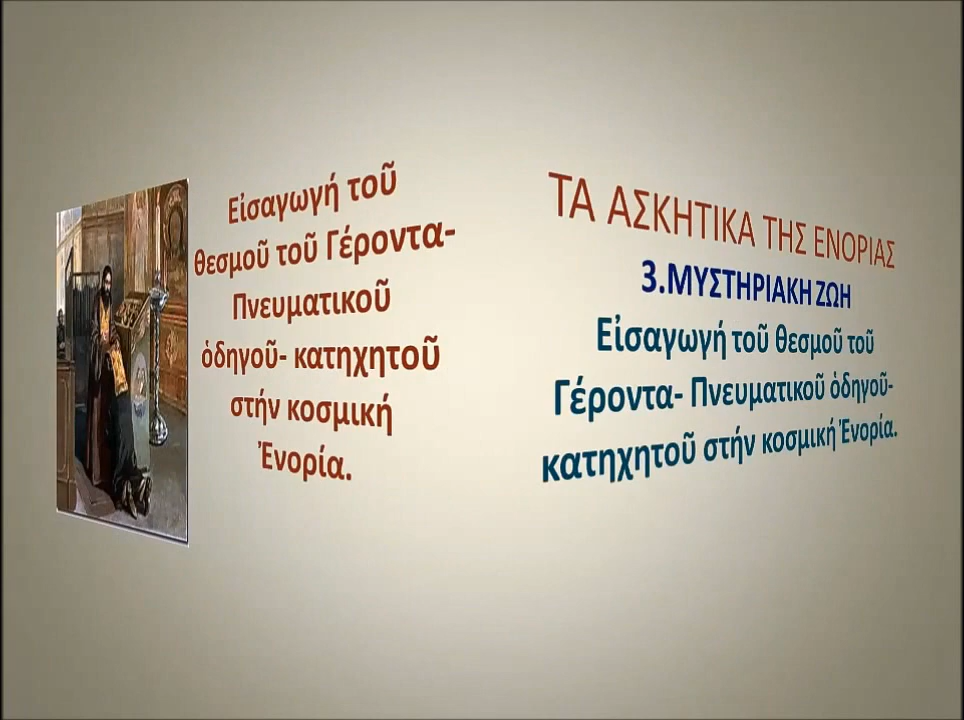 Εἰσαγωγή τοῦ
θεσμοῦ τοῦ Γέροντα-
Πνευματικοῦ
ὁδηγοῦ- κατηχητοῦ
στήν κοσμική
Ἐνορία.
ΤΑ ΑΣΚΗΤΙΚΑ ΤΗΣ ΕΝΟΡΙΑΣ
3.ΜΥΣΤΗΡΙΑΚΗ ΖΩΗ
Εἰσαγωγή τοῦ θεσμοῦ τοῦ
Γέροντα- Πνευματικοῦ ὁδηγοῦ-
κατηχητοῦ στήν κοσμική Ἐνορία.